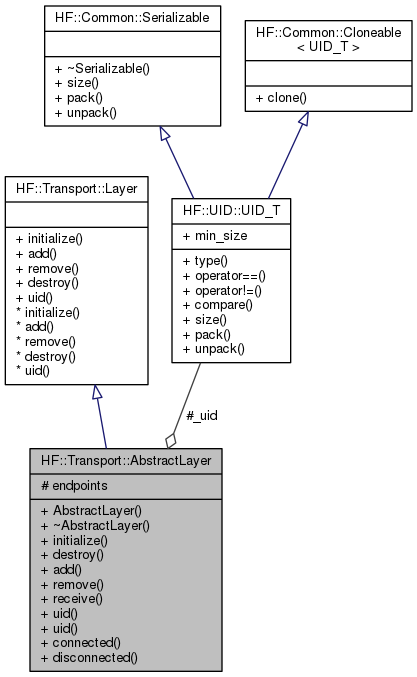 HF::Common::Serializable
+ ~Serializable()
+ size()
+ pack()
+ unpack()
HF::Common::Cloneable
< UID_T >
+ clone()
HF::Transport::Layer
+ initialize()
+ add()
+ remove()
+ destroy()
+ uid()
* initialize()
* add()
* remove()
* destroy()
* uid()
HF::UID::UID_T
+ min_size
+ type()
+ operator==()
+ operator!=()
+ compare()
+ size()
+ pack()
+ unpack()
#_uid
HF::Transport::AbstractLayer
# endpoints
+ AbstractLayer()
+ ~AbstractLayer()
+ initialize()
+ destroy()
+ add()
+ remove()
+ receive()
+ uid()
+ uid()
+ connected()
+ disconnected()